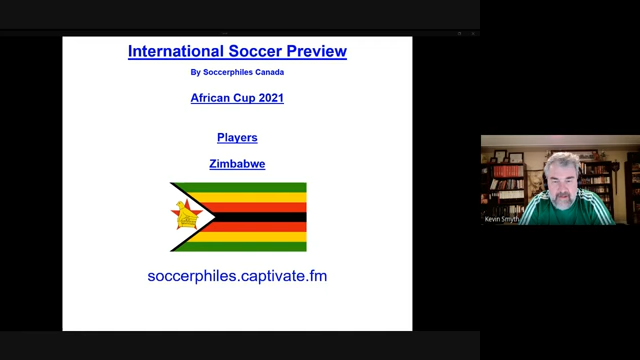 International Soccer Preview
By Soccerphiles Canada
African Cup 2021
Players
Zimbabwe
soccerphiles.captivate.fm
Kevin Smyth